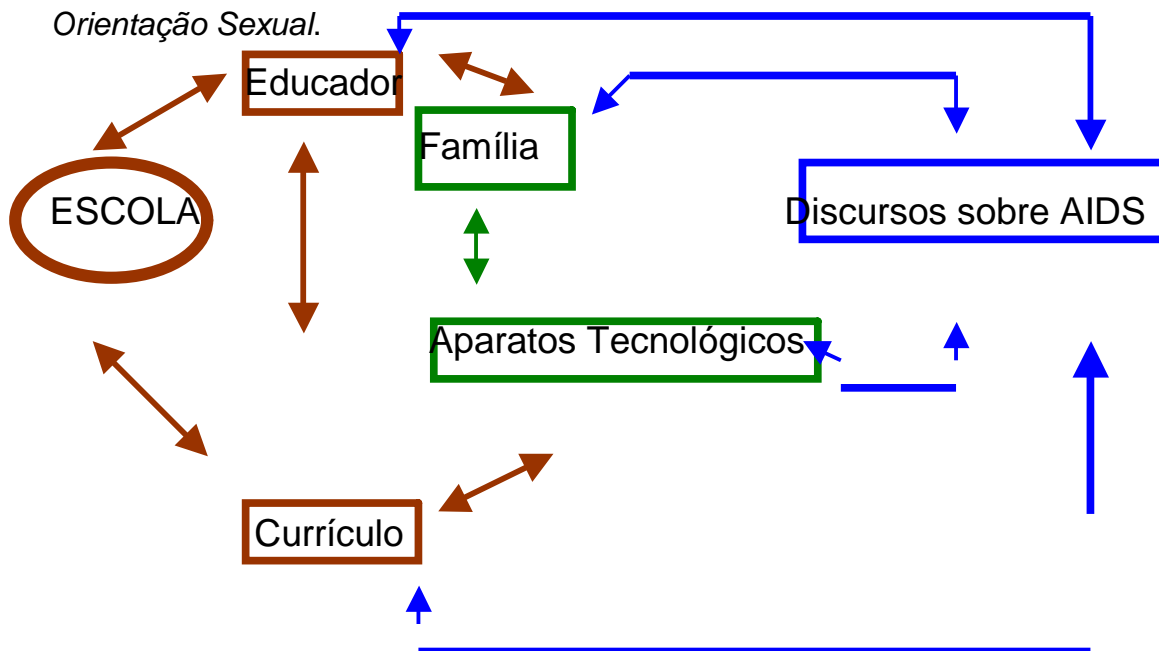 Orientação Sexual.
Educador
Família
ESCOLA
Discursos sobre AIDS
Aparatos Tecnológicos
Currículo